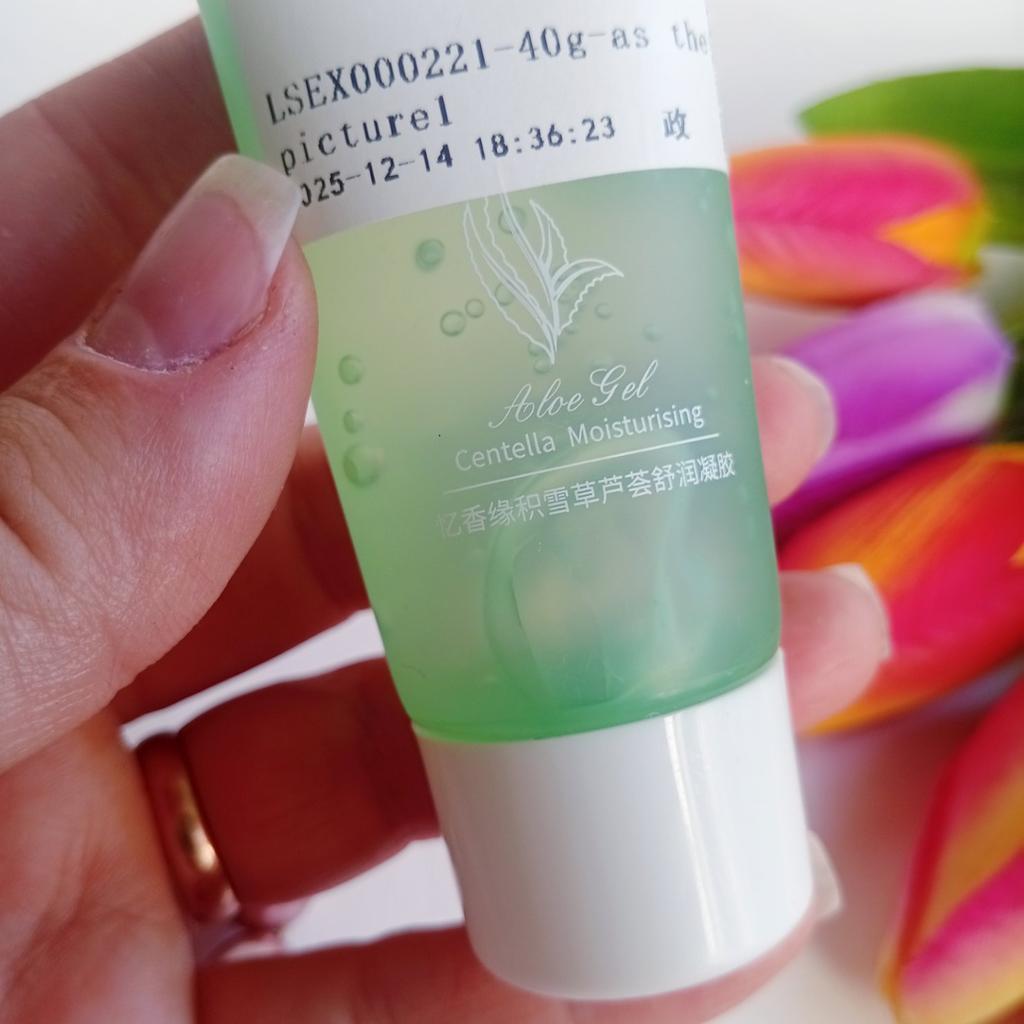 LSEX000221-40g-as the
picture1
025-12-14 18:36:23 政
Aloe Gel
Centella Moisturising
忆香缘积雪草芦荟舒润凝胶